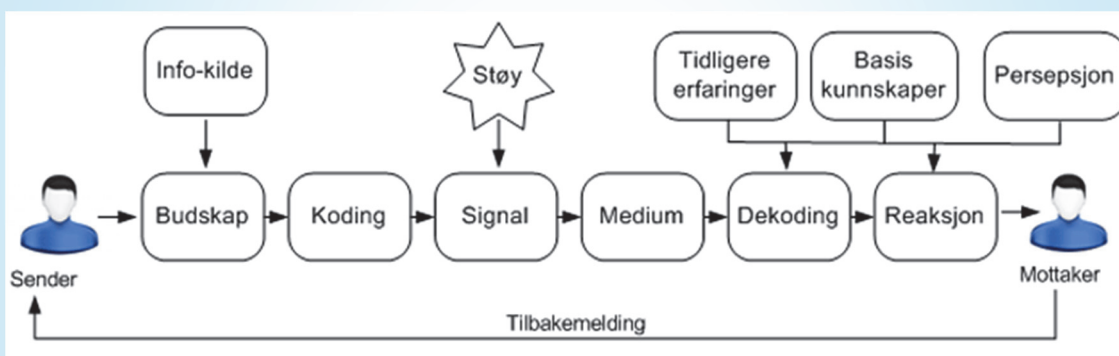 Info-kilde
Støy
Tidligere
erfaringer
Basis
kunnskaper
Persepsjon
Budskap
Koding
Signal
Medium
Dekoding
Reaksjon
Sender
Mottaker
Tilbakemelding